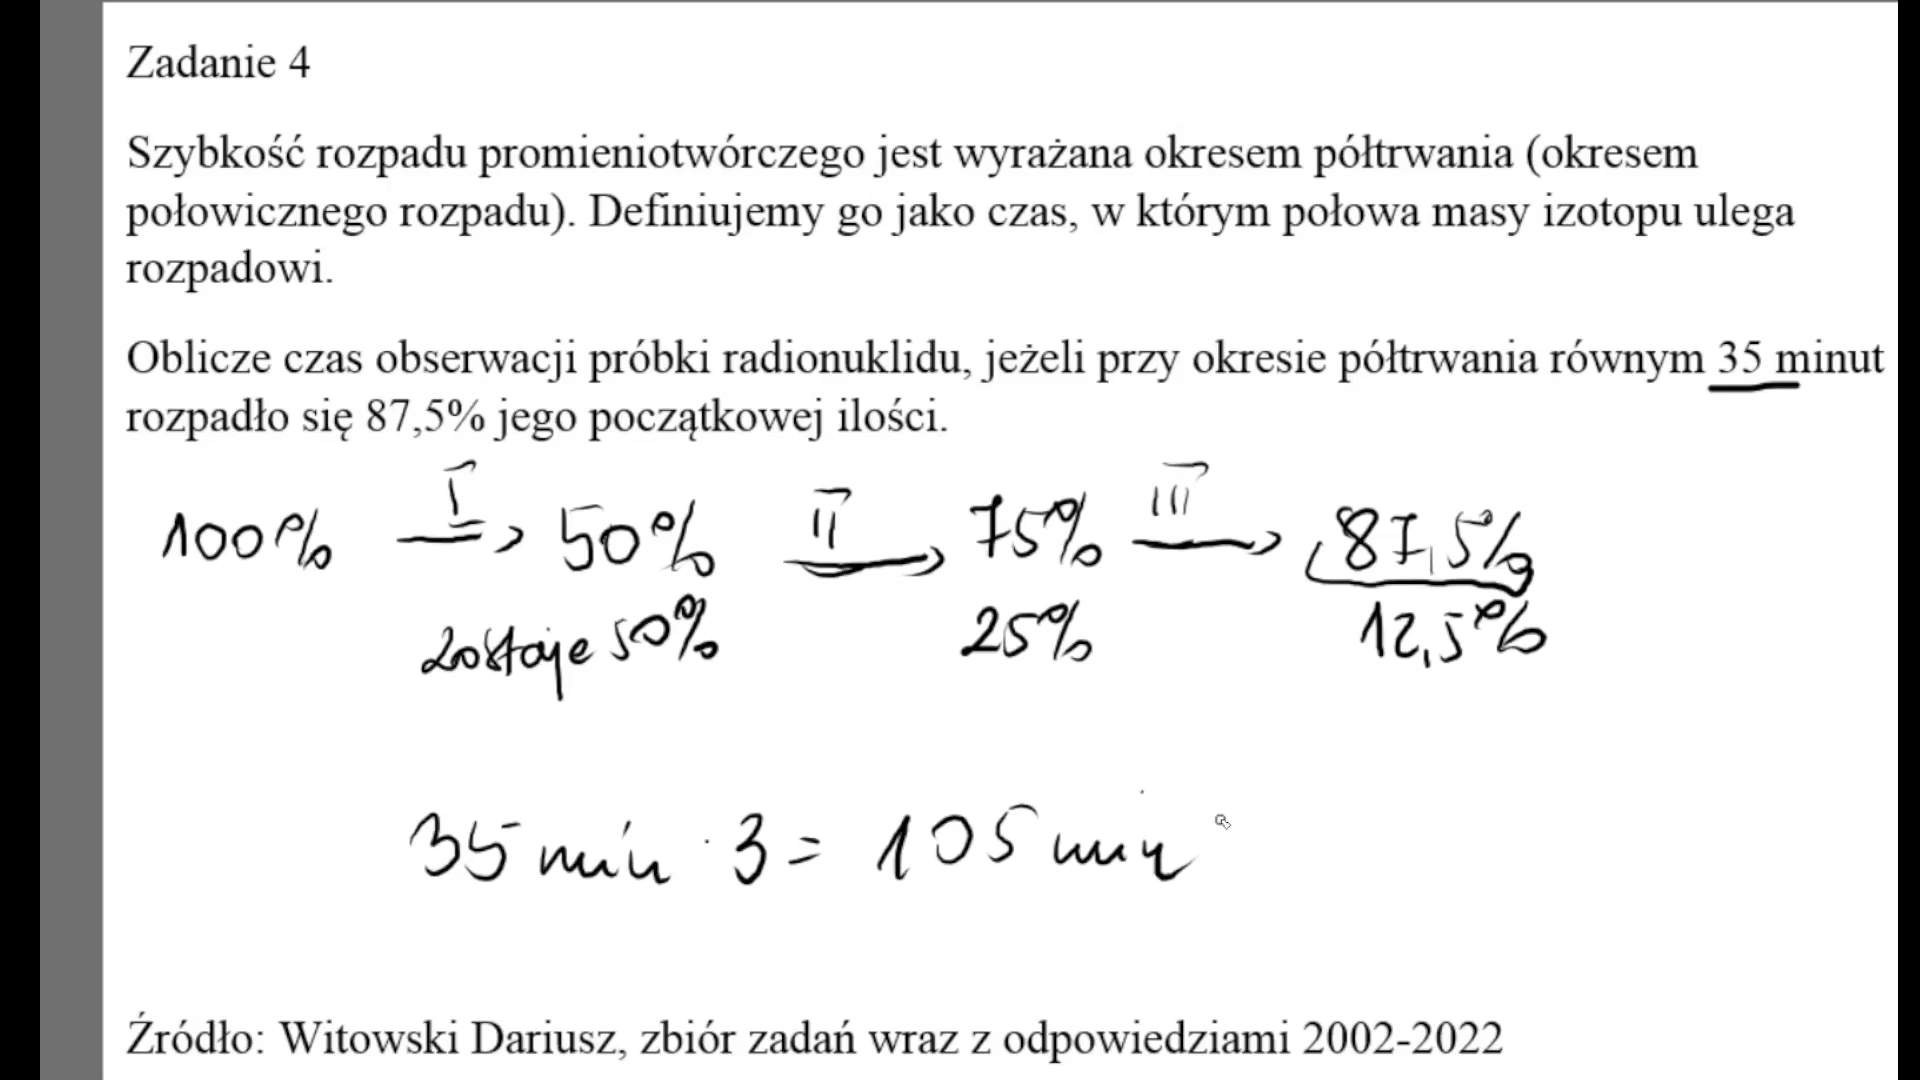 Zadanie 4
Szybkość rozpadu promieniotwórczego jest wyrażana okresem półtrwania (okresem
połowicznego rozpadu). Definiujemy go jako czas, w którym połowa masy izotopu ulega
rozpadowi.
Oblicze czas obserwacji próbki radionuklidu, jeżeli przy okresie półtrwania równym 35 minut
rozpadło się 87,5% jego początkowej ilości.
I II III
100% → 50% → 75% → 87,5%
zostaje 50% 25% 12,5%
35 min · 3 = 105 min
Źródło: Witowski Dariusz, zbiór zadań wraz z odpowiedziami 2002-2022